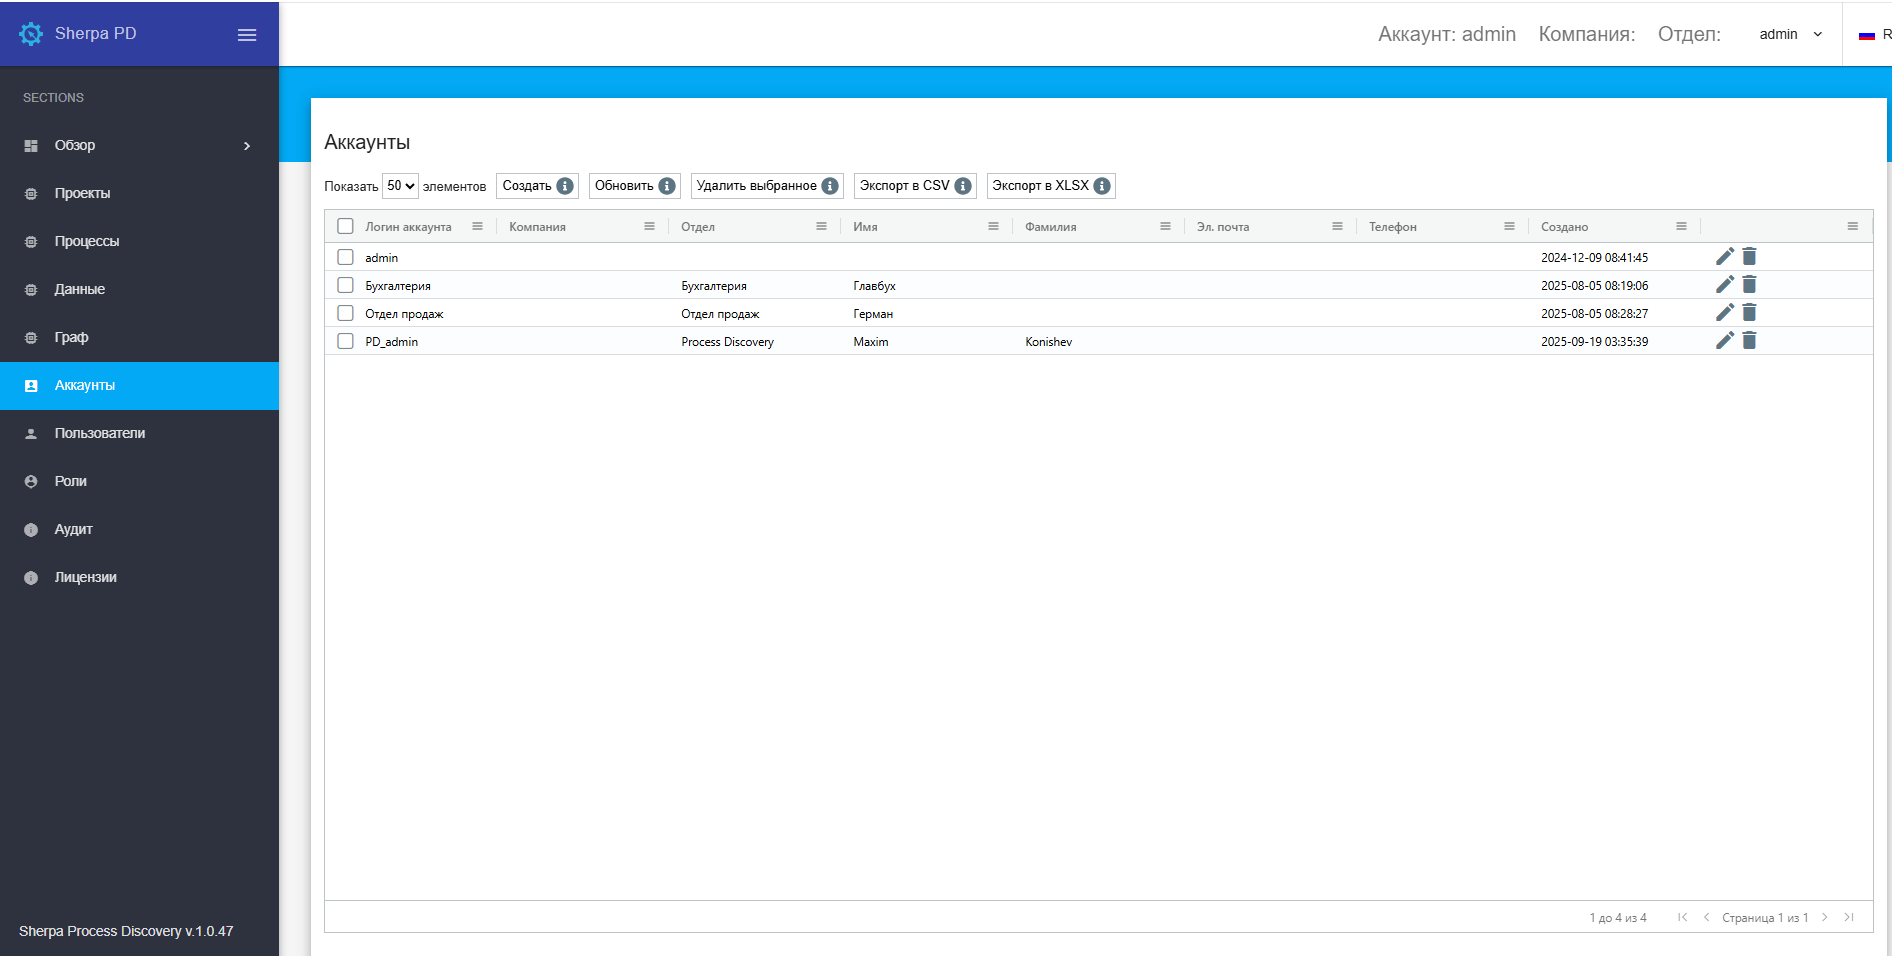 Sherpa PD
Аккаунт: admin Компания: Отдел: admin R
SECTIONS
Обзор
Проекты
Процессы
Данные
Граф
Аккаунты
Пользователи
Роли
Аудит
Лицензии
Sherpa Process Discovery v.1.0.47
Аккаунты
Показать 50 элементов Создать Обновить Удалить выбранное Экспорт в CSV Экспорт в XLSX
Логин аккаунта Компания Отдел Имя Фамилия Эл. почта Телефон Создано
admin 2024-12-09 08:41:45
Бухгалтерия Бухгалтерия Главбух 2025-08-05 08:19:06
Отдел продаж Отдел продаж Герман 2025-08-05 08:28:27
PD_admin Process Discovery Maxim Konishev 2025-09-19 03:35:39
1 до 4 из 4 Страница 1 из 1